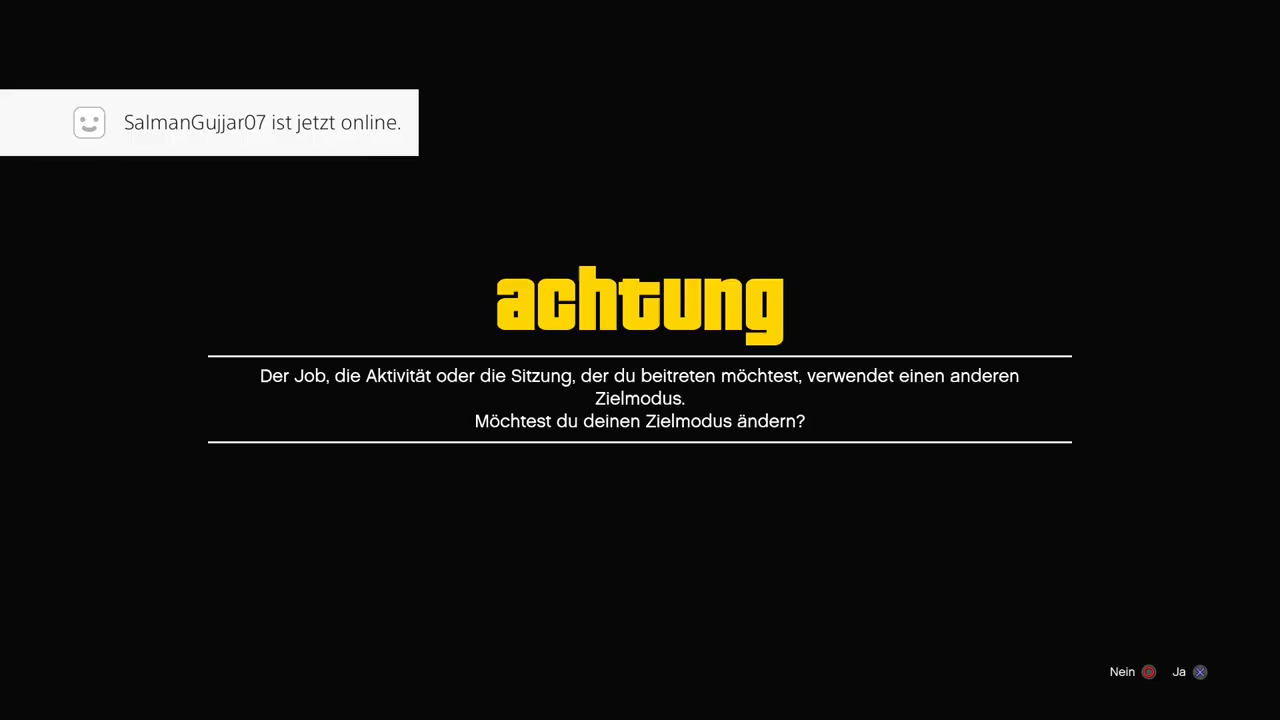 SalmanGujjar07 ist jetzt online.
achtung
Der Job, die Aktivität oder die Sitzung, der du beitreten möchtest, verwendet einen anderen
Zielmodus.
Möchtest du deinen Zielmodus ändern?
Nein Ja